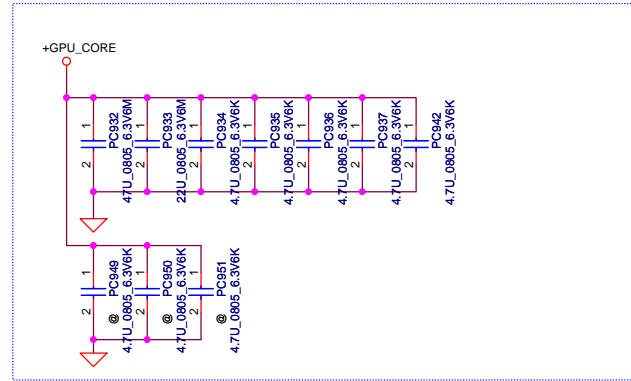 +GPU_CORE
1
2
PC932
47U_0805_6.3V6M
1
2
PC933
22U_0805_6.3V6M
1
2
PC934
4.7U_0805_6.3V6K
1
2
PC935
4.7U_0805_6.3V6K
1
2
PC936
4.7U_0805_6.3V6K
1
2
PC937
4.7U_0805_6.3V6K
1
2
PC942
4.7U_0805_6.3V6K
1
2
@
PC949
4.7U_0805_6.3V6K
1
2
@
PC950
4.7U_0805_6.3V6K
1
2
@
PC951
4.7U_0805_6.3V6K